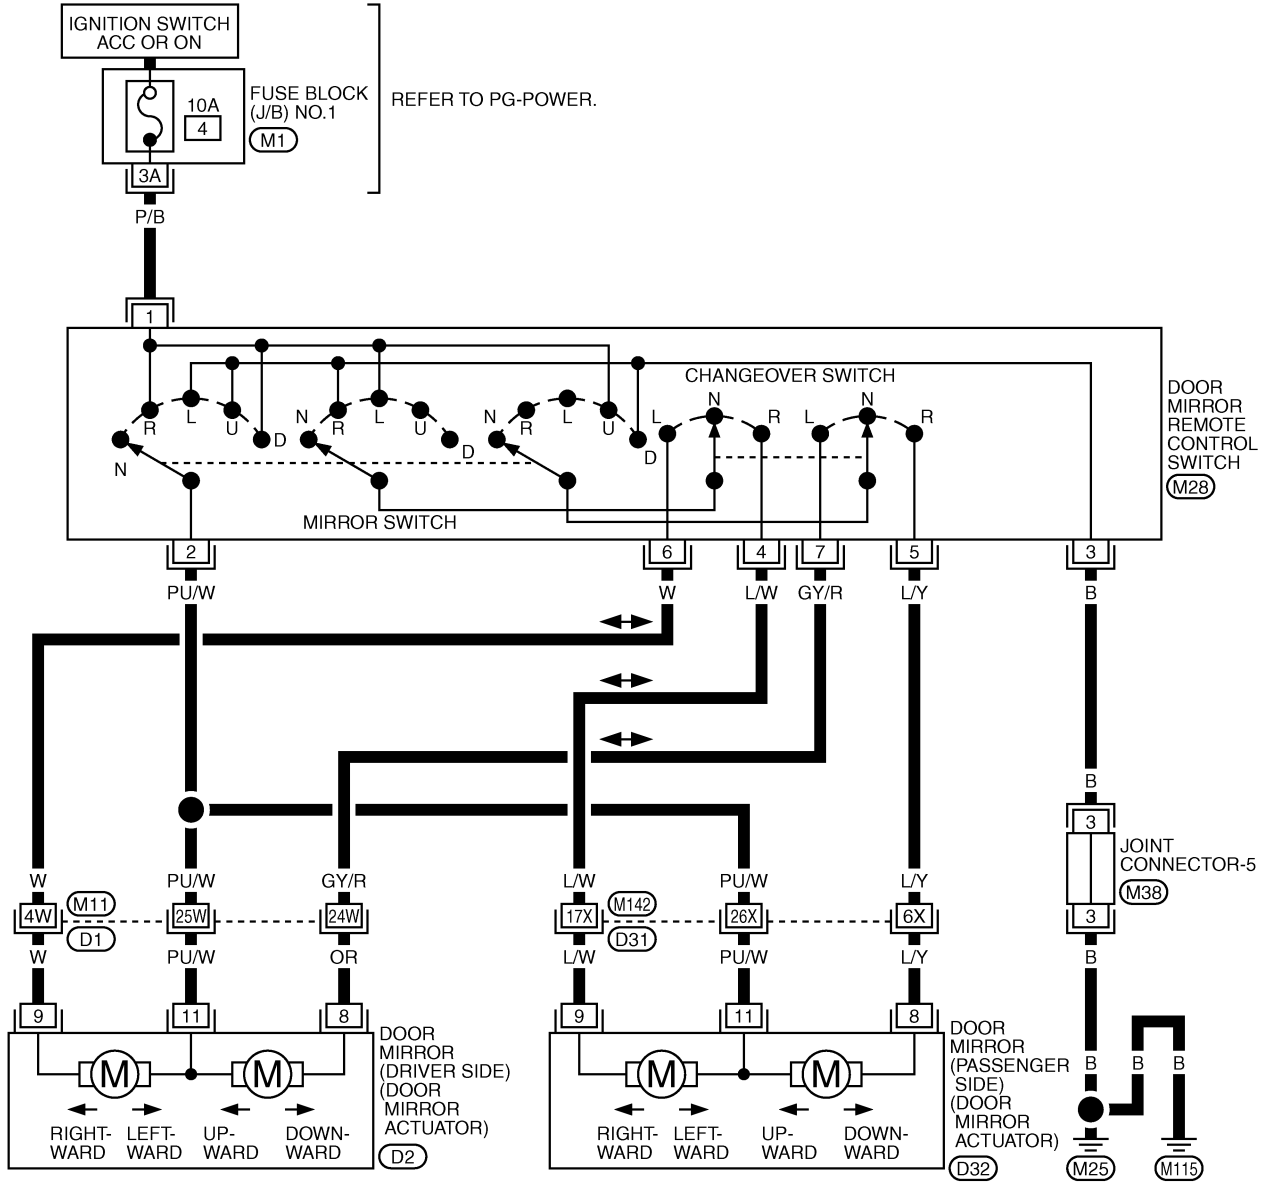 IGNITION SWITCH
ACC OR ON
FUSE BLOCK
(J/B) NO.1
M1
10A
4
REFER TO PG-POWER.
3A
P/B
1
CHANGEOVER SWITCH
N R L U D
N R L U D
N R L U D
L N R
L N R
MIRROR SWITCH
DOOR
MIRROR
REMOTE
CONTROL
SWITCH
M28
2 6 4 7 5 3
PU/W W L/W GY/R L/Y B
B
3
JOINT
CONNECTOR-5
M38
3
B
W PU/W GY/R L/W PU/W L/Y
4W M11 25W 24W 17X M142 26X 6X
D1 D31
W PU/W OR L/W PU/W L/Y
9 11 8 9 11 8
M M M M
RIGHT-
WARD
LEFT-
WARD
UP-
WARD
DOWN-
WARD
DOOR
MIRROR
(DRIVER SIDE)
(DOOR
MIRROR
ACTUATOR)
D2
RIGHT-
WARD
LEFT-
WARD
UP-
WARD
DOWN-
WARD
DOOR
MIRROR
(PASSENGER
SIDE)
(DOOR
MIRROR
ACTUATOR)
D32
B B B
M25 M115